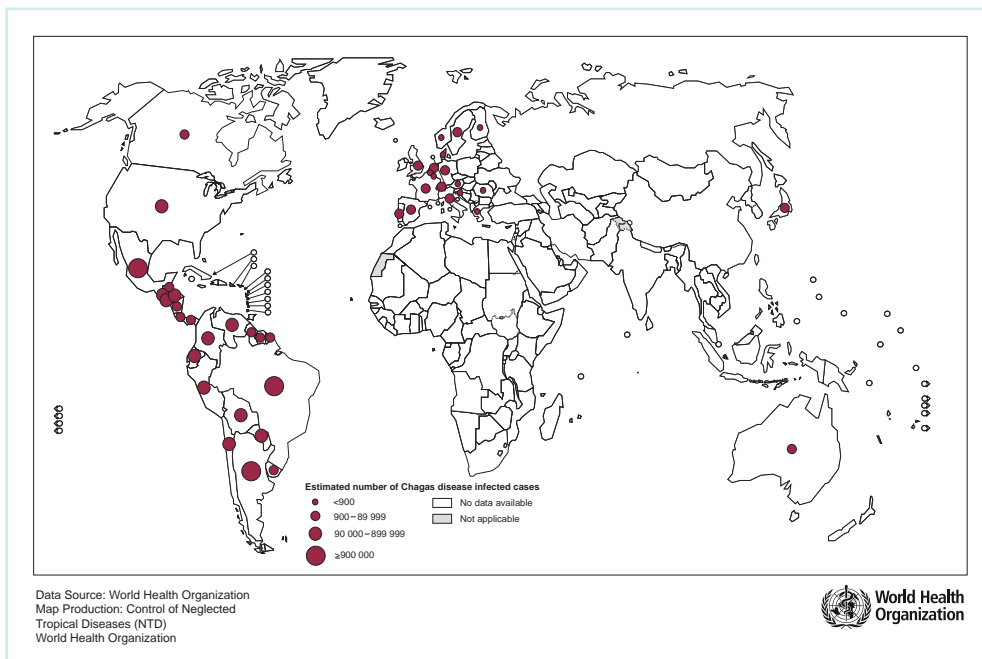 Estimated number of Chagas disease infected cases
<900
900–89 999
90 000–899 999
≥900 000
No data available
Not applicable
Data Source: World Health Organization
Map Production: Control of Neglected
Tropical Diseases (NTD)
World Health Organization
World Health
Organization